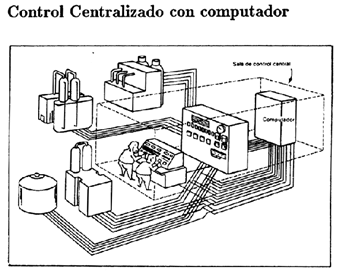 Control Centralizado con computador
Sala de control central
Computador